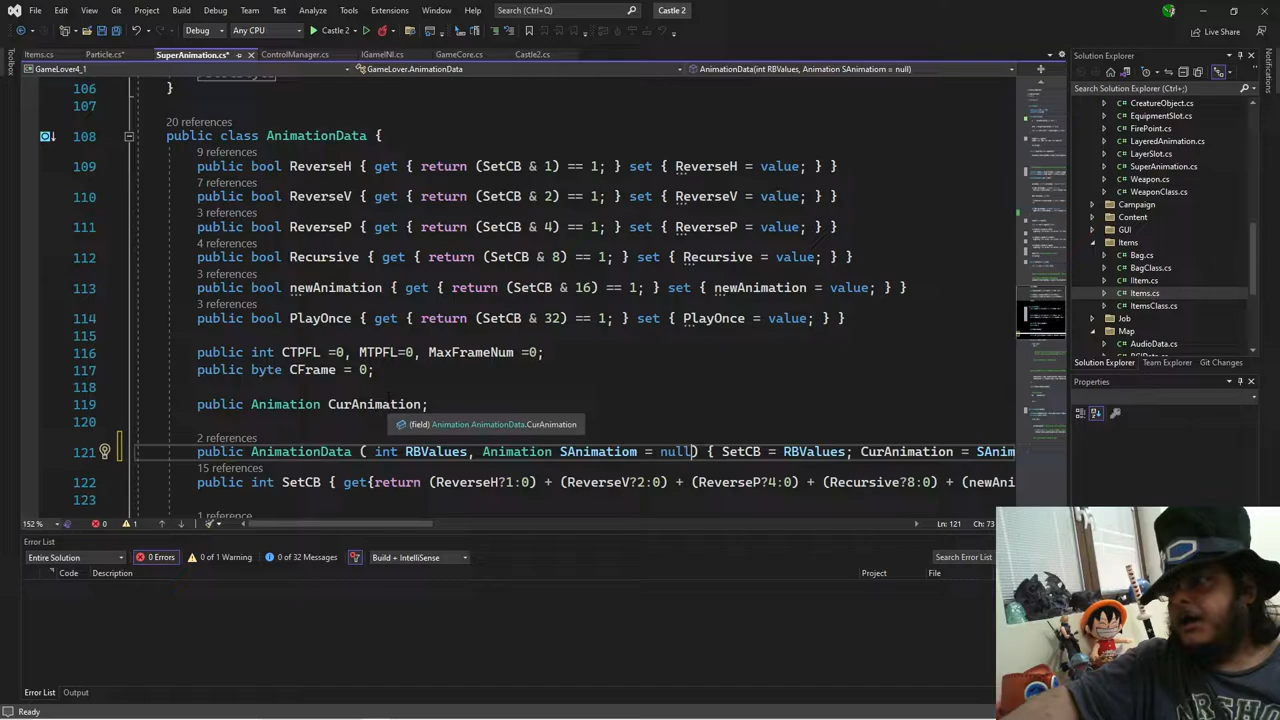 File Edit View Git Project Build Debug Test Analyze Tools Extensions Window Help Search (Ctrl+Q) Castle 2
Debug Any CPU Castle 2 Live Share
Items.cs Particle.cs* SuperAnimation.cs* ControlManager.cs IGameINI.cs GameCore.cs Castle2.cs
GameLover4_1 GameLover.AnimationData AnimationData(int RBValues, Animation SAnimatiom = null)
Toolbox
Notifications
Solution Explorer
Search Solution Explorer (Ctrl+;)
CreatureObject.cs
EquipmentSlot.cs
FirePoint.cs
LayeredAnimation.cs
LayerSlot.cs
SuperAnimation.cs
Weapon.cs
WeaponClass.cs
Campaign
Content
GUI
Items
Bag.cs
BagClass.cs
IItem.cs
Items.cs
ItemsClass.cs
Job
Map
AudioData.cs
Solution Explorer Team Explorer Git Changes
Properties
106 }
107
20 references
108 public class AnimationData {
9 references
109 public bool ReverseH { get { return (SetCB & 1) == 1; } set { ReverseH = value; } }
7 references
110 public bool ReverseV { get { return (SetCB & 2) == 1; } set { ReverseV = value; } }
3 references
111 public bool ReverseP { get { return (SetCB & 4) == 1; } set { ReverseP = value; } }
4 references
112 public bool Recursive { get { return (SetCB & 8) == 1; } set { Recursive = value; } }
3 references
113 public bool newAnimation { get { return (SetCB & 16) == 1; } set { newAnimation = value; } }
3 references
114 public bool PlayOnce { get { return (SetCB & 32) == 1; } set { PlayOnce = value; } }
115
116 public int CTPFL =0, MTPFL=0, MaxFrameNum =0;
117 public byte CFrame = 0;
118
119 public Animation CurAnimation;
(field) Animation AnimationData.CurAnimation
120
2 references
121 public AnimationData ( int RBValues, Animation SAnimatiom = null) { SetCB = RBValues; CurAnimation = SAnim
15 references
122 public int SetCB { get{return (ReverseH?1:0) + (ReverseV?2:0) + (ReverseP?4:0) + (Recursive?8:0) + (newAni
123
152 % 0 1 Ln: 121 Ch: 73
Error List
Entire Solution 0 Errors 0 of 1 Warning 0 of 32 Messages Build + IntelliSense Search Error List
Code Description Project File
Error List Output
Ready